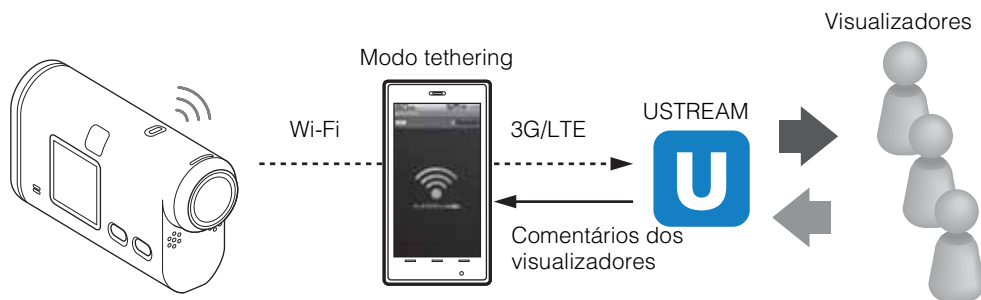 Visualizadores
Modo tethering
Wi-Fi
3G/LTE
USTREAM
U
Comentários dos
visualizadores